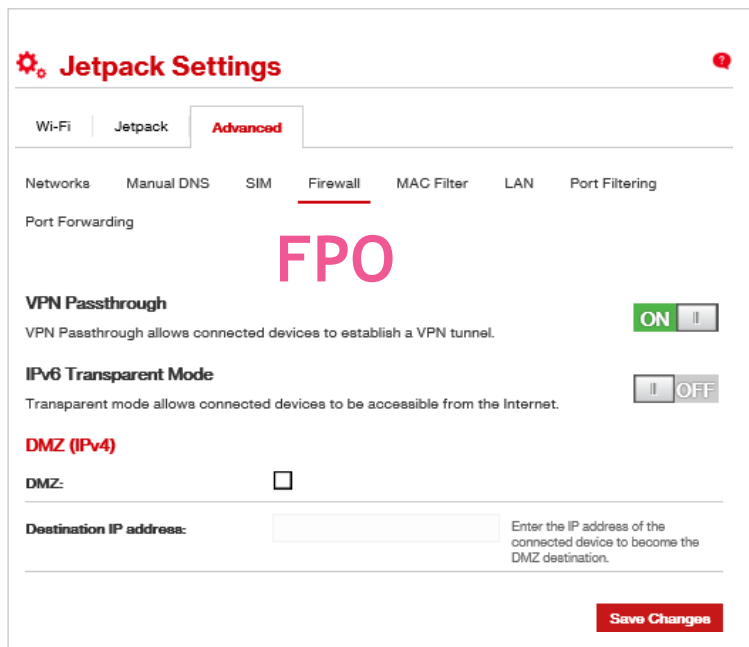 Jetpack Settings
?
Wi-Fi Jetpack Advanced
Networks Manual DNS SIM Firewall MAC Filter LAN Port Filtering
Port Forwarding
FPO
VPN Passthrough
ON
VPN Passthrough allows connected devices to establish a VPN tunnel.
IPv6 Transparent Mode
OFF
Transparent mode allows connected devices to be accessible from the Internet.
DMZ (IPv4)
DMZ:
Destination IP address:
Enter the IP address of the
connected device to become the
DMZ destination.
Save Changes